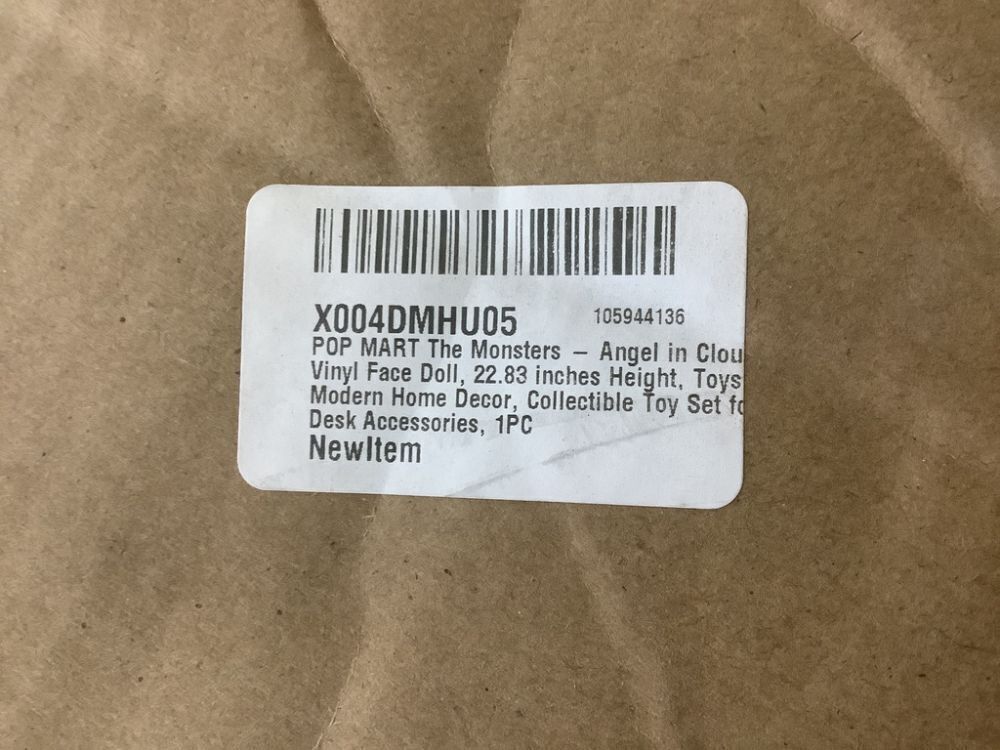 X004DMHU05 105944136
POP MART The Monsters – Angel in Clou
Vinyl Face Doll, 22.83 inches Height, Toys
Modern Home Decor, Collectible Toy Set fo
Desk Accessories, 1PC
NewItem